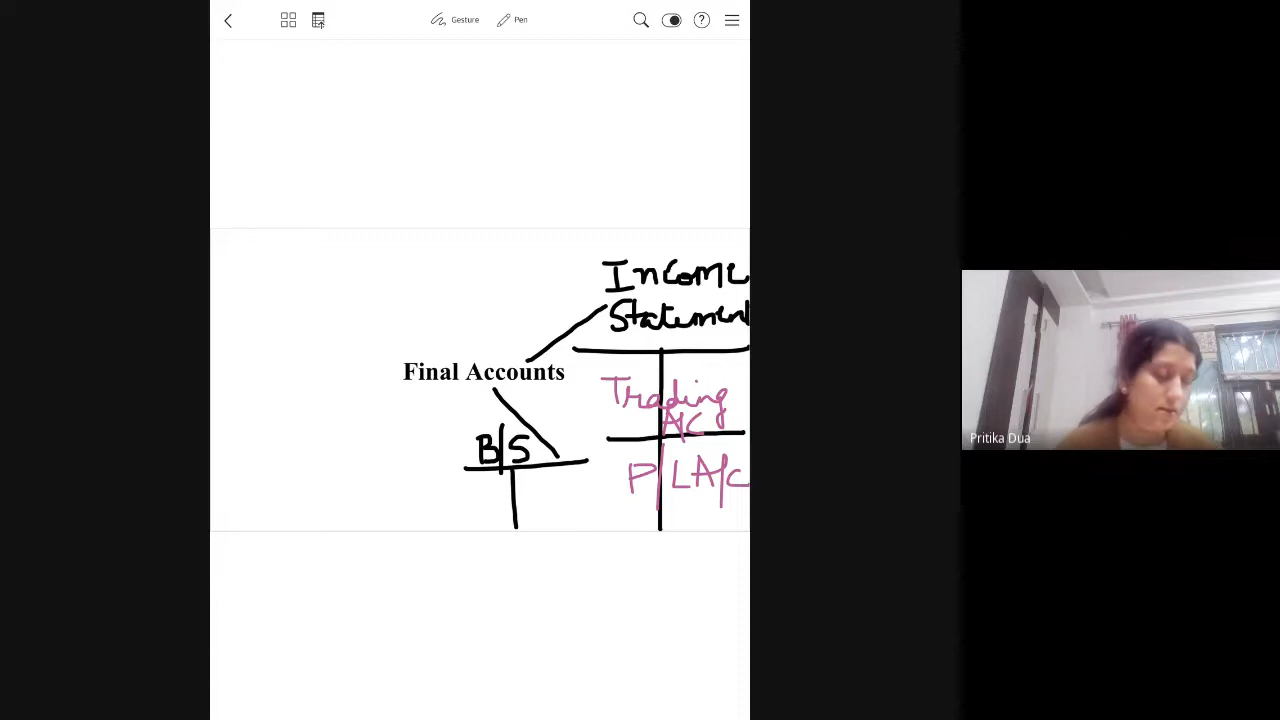 Gesture
Pen
Income
Statement
Final Accounts
Trading
A/C
B/S
P/L A/C
Pritika Dua